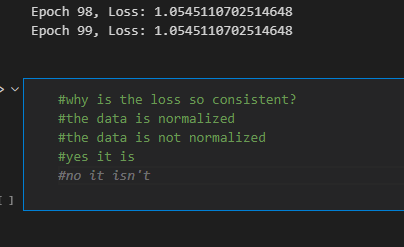 Epoch 98, Loss: 1.0545110702514648
Epoch 99, Loss: 1.0545110702514648
#why is the loss so consistent?
#the data is normalized
#the data is not normalized
#yes it is
#no it isn't
[ ]